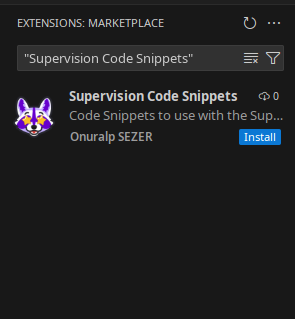 EXTENSIONS: MARKETPLACE
"Supervision Code Snippets"
Supervision Code Snippets 0
Code Snippets to use with the Sup...
Onuralp SEZER Install